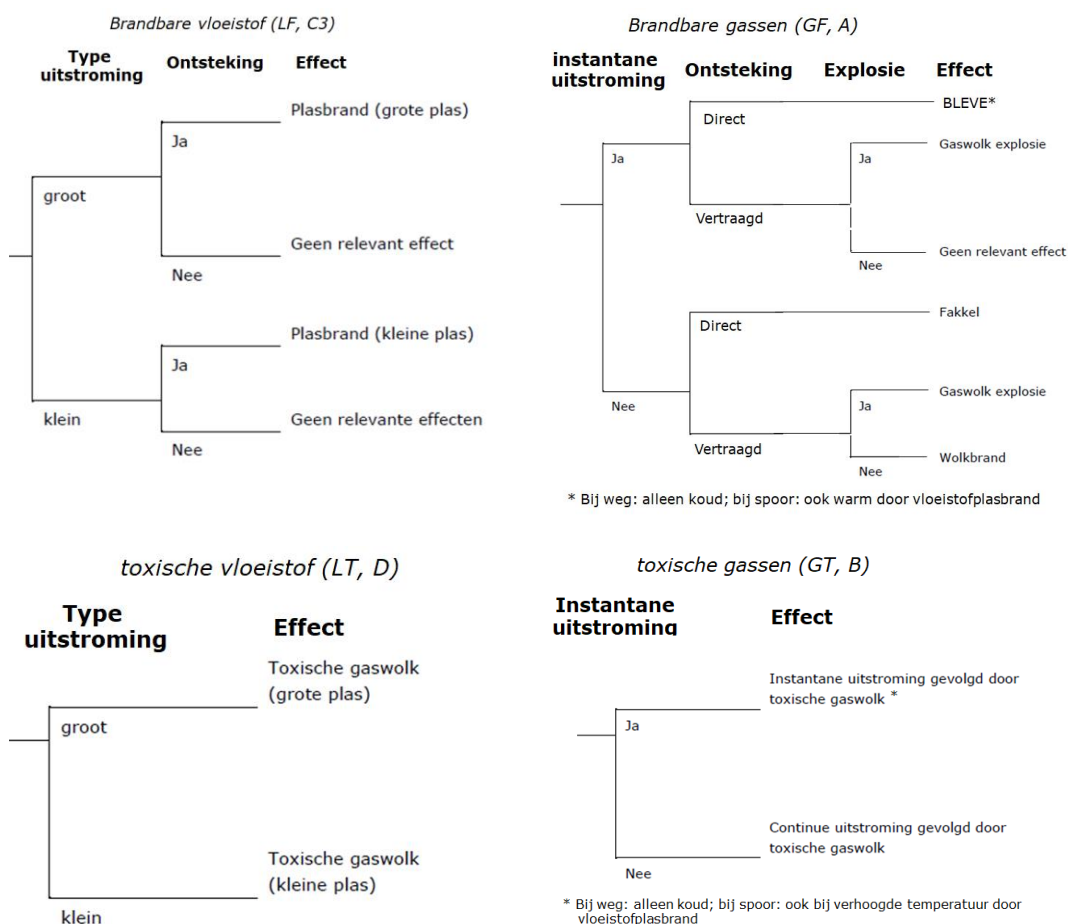 Brandbare vloeistof (LF, C3)
Type
uitstroming
Ontsteking
Effect
Plasbrand (grote plas)
Ja
groot
Geen relevant effect
Nee
Plasbrand (kleine plas)
Ja
klein
Geen relevante effecten
Nee
Brandbare gassen (GF, A)
instantane
uitstroming
Ontsteking
Explosie
Effect
BLEVE*
Direct
Gaswolk explosie
Ja
Ja
Vertraagd
Geen relevant effect
Nee
Fakkel
Direct
Gaswolk explosie
Nee
Ja
Vertraagd
Wolkbrand
Nee
* Bij weg: alleen koud; bij spoor: ook warm door vloeistofplasbrand
toxische vloeistof (LT, D)
Type
uitstroming
Effect
Toxische gaswolk
(grote plas)
groot
Toxische gaswolk
(kleine plas)
klein
toxische gassen (GT, B)
Instantane
uitstroming
Effect
Instantane uitstroming gevolgd door
toxische gaswolk *
Ja
Continue uitstroming gevolgd door
toxische gaswolk
Nee
* Bij weg: alleen koud; bij spoor: ook bij verhoogde temperatuur door
vloeistofplasbrand